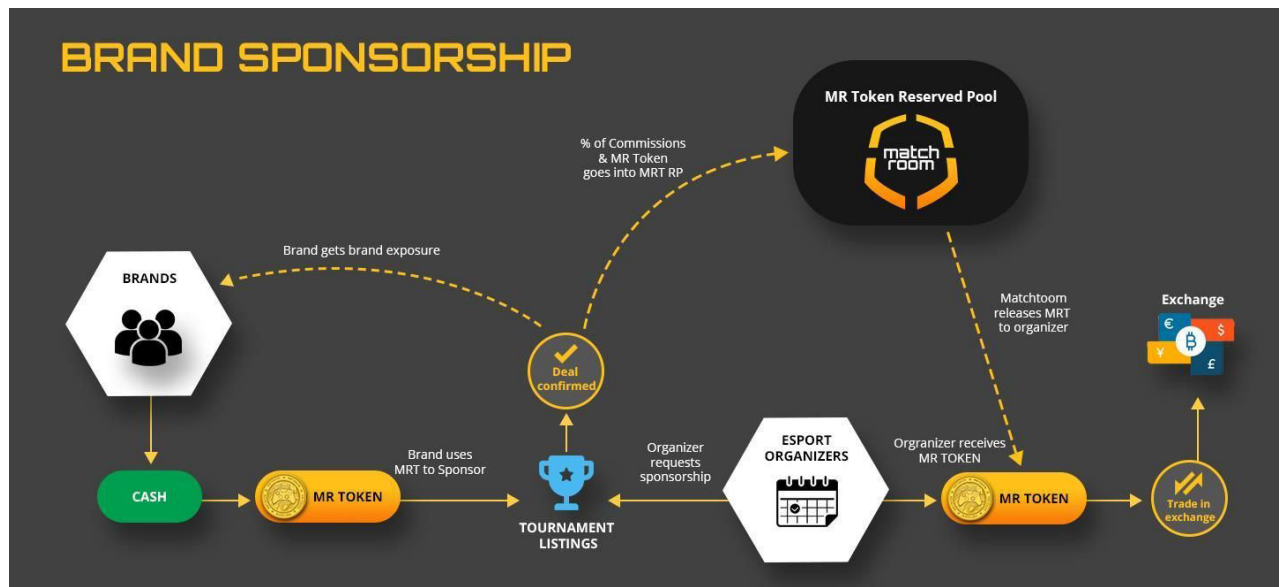 BRAND SPONSORSHIP
MR Token Reserved Pool
match
room
% of Commissions
& MR Token
goes into MRT RP
Brand gets brand exposure
BRANDS
Matchtoom
releases MRT
to organizer
Exchange
€
$
₿
¥
£
Deal
confirmed
Brand uses
MRT to Sponsor
Organizer
requests
sponsorship
ESPORT
ORGANIZERS
Orgranizer receives
MR TOKEN
CASH
MR TOKEN
TOURNAMENT
LISTINGS
MR TOKEN
Trade in
exchange